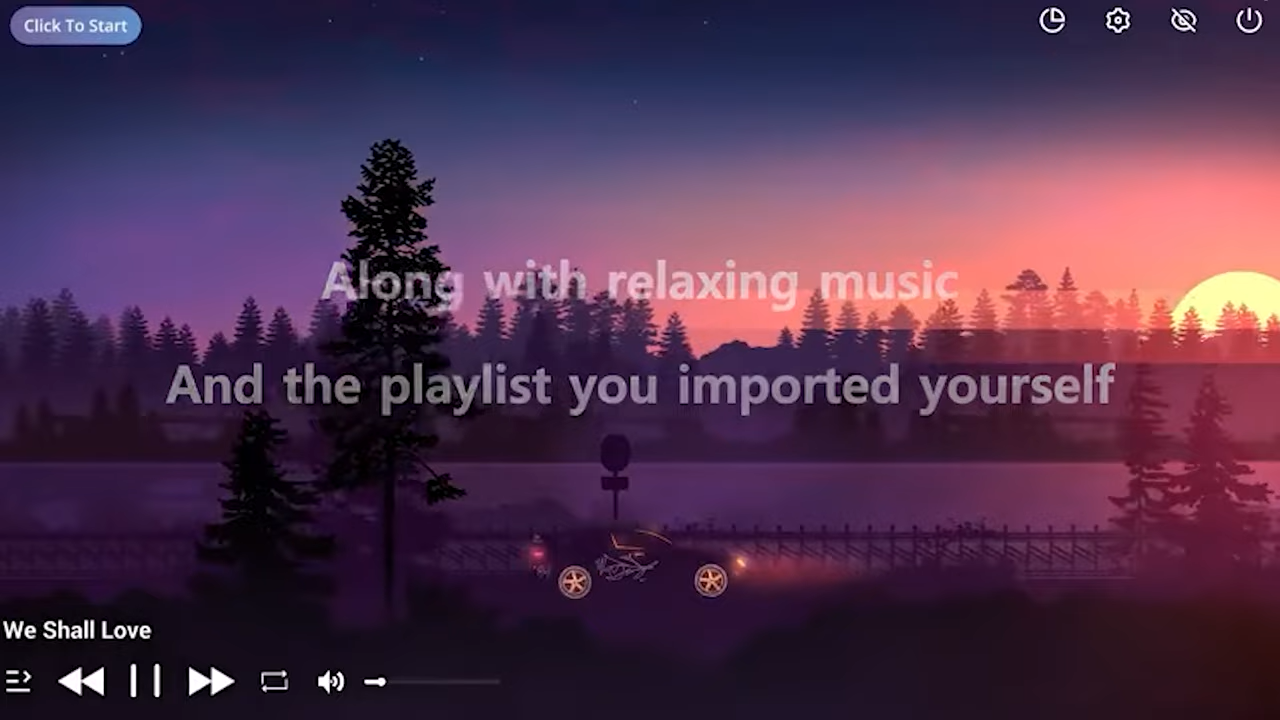 Click To Start
Along with relaxing music
And the playlist you imported yourself
We Shall Love